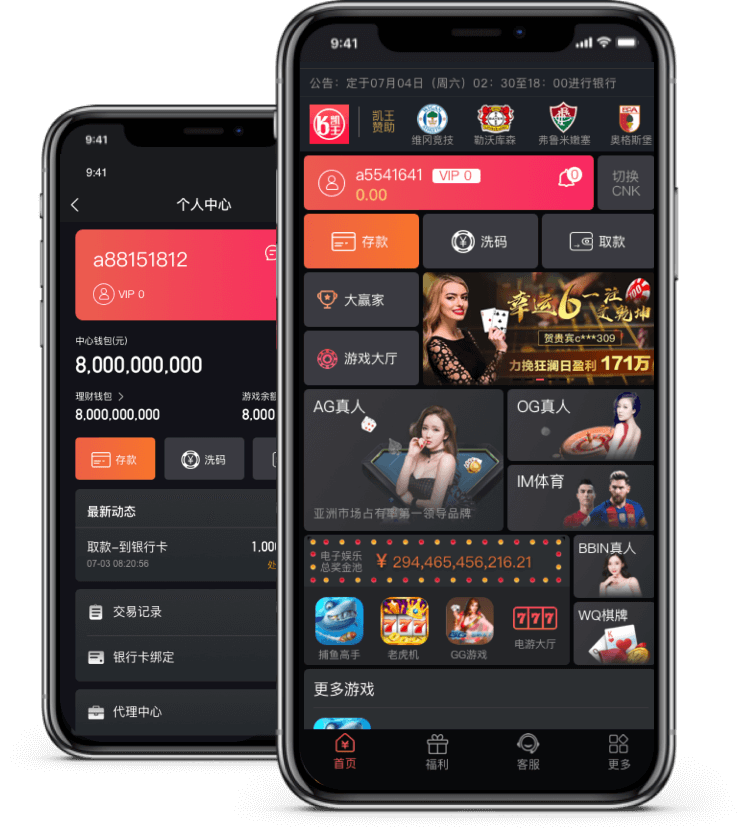 9:41
9:41
个人中心
a88151812
VIP 0
中心钱包(元)
8,000,000,000
理财钱包
游戏余额
8,000,000,000
8,000
存款
洗码
最新动态
取款-到银行卡
1.00
07-03 08:20:56
处
交易记录
银行卡绑定
代理中心
9:41
公告：定于07月04日（周六）02：30至18：00进行银行
凯王
凯王
赞助
维冈竞技
勒沃库森
弗鲁米嫩塞
奥格斯堡
a5541641
VIP 0
0
0.00
切换
CNK
存款
洗码
取款
大赢家
游戏大厅
幸运6一注定乾坤
贺贵宾c***309
力挽狂澜日盈利171万
AG真人
亚洲市场占有率第一领导品牌
OG真人
IM体育
电子娱乐
总奖金池
¥ 294,465,456,216.21
BBIN真人
WQ棋牌
777
777
捕鱼高手
老虎机
GG游戏
电游大厅
更多游戏
首页
福利
客服
更多